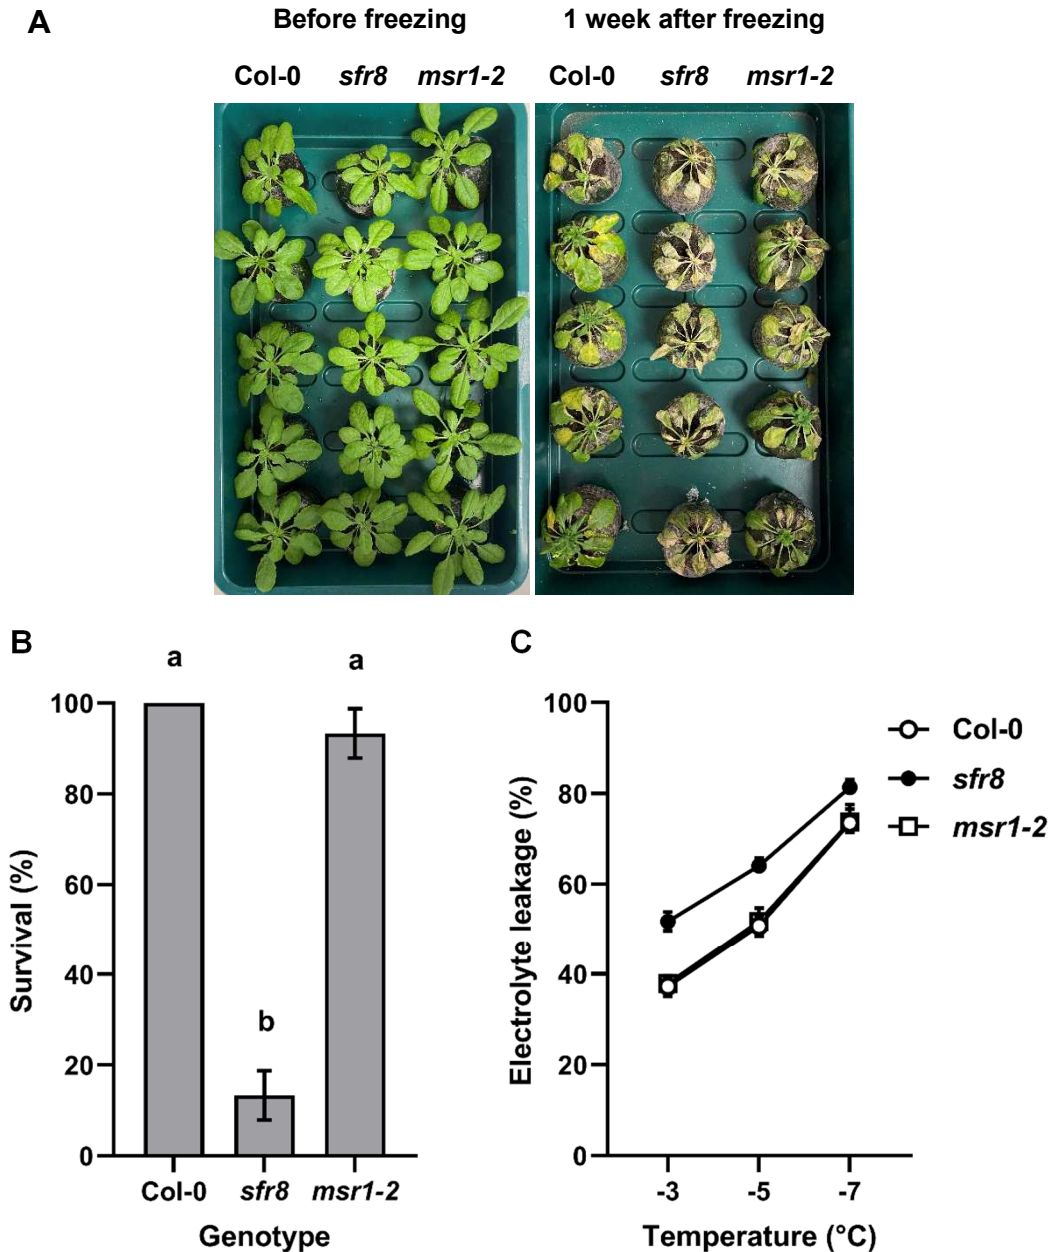 A
Before freezing
1 week after freezing
Col-0 sfr8 msr1-2
Col-0 sfr8 msr1-2
B
a
a
b
100
80
60
40
20
0
Survival (%)
Col-0 sfr8 msr1-2
Genotype
C
100
80
60
40
20
0
Electrolyte leakage (%)
-3 -5 -7
Temperature (°C)
Col-0
sfr8
msr1-2